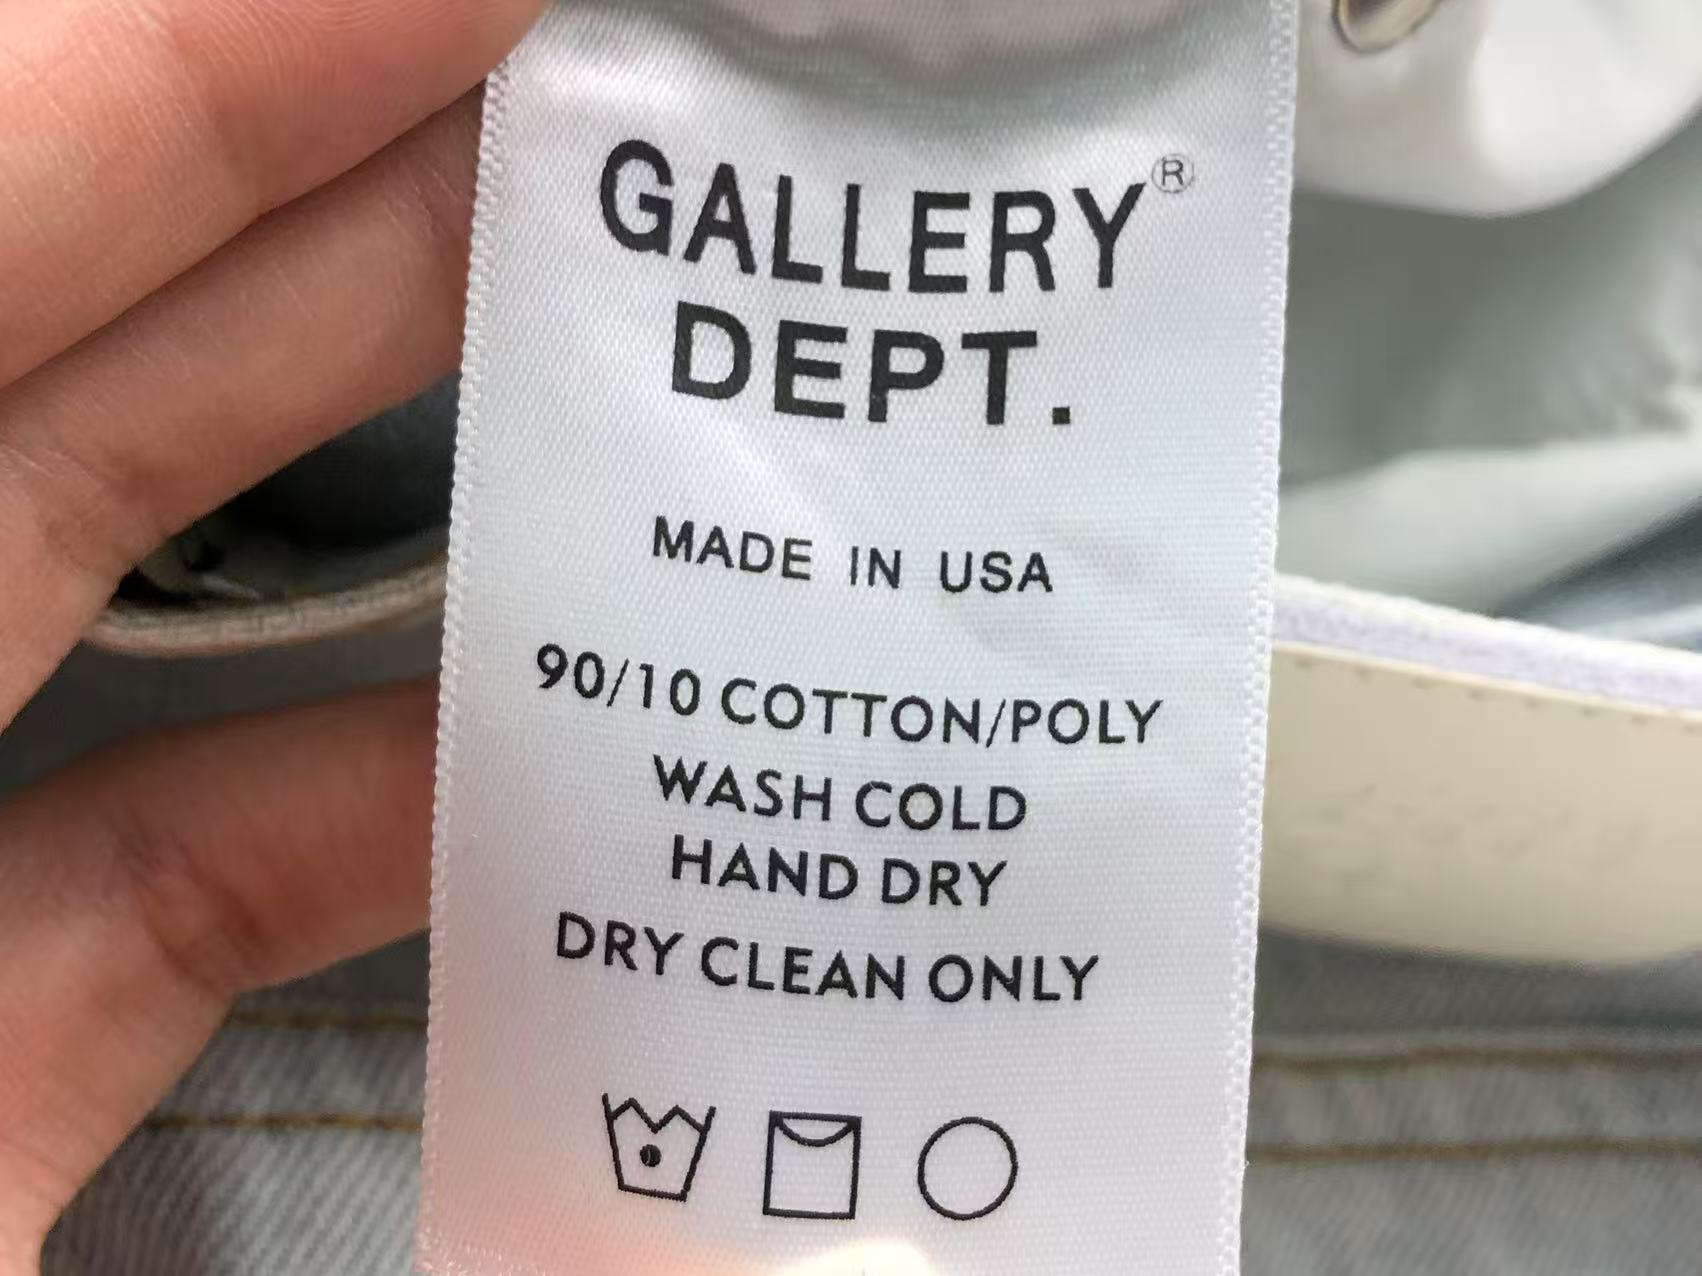 GALLERY®
DEPT.
MADE IN USA
90/10 COTTON/POLY
WASH COLD
HAND DRY
DRY CLEAN ONLY